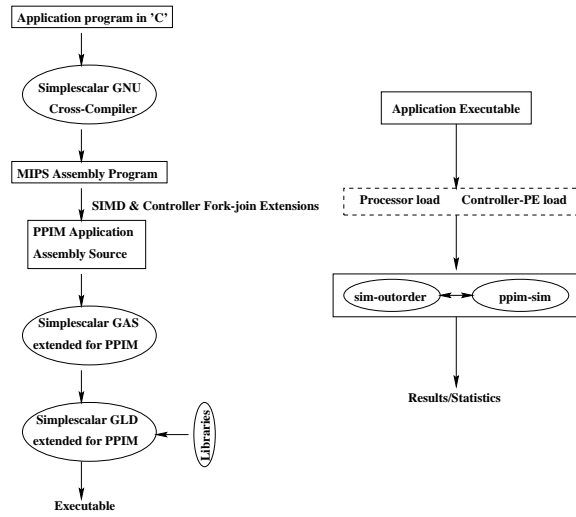 Application program in 'C'
Simplescalar GNU
Cross-Compiler
MIPS Assembly Program
SIMD & Controller Fork-join Extensions
PPIM Application
Assembly Source
Simplescalar GAS
extended for PPIM
Simplescalar GLD
extended for PPIM
Libraries
Executable
Application Executable
Processor load Controller-PE load
sim-outorder ppim-sim
Results/Statistics